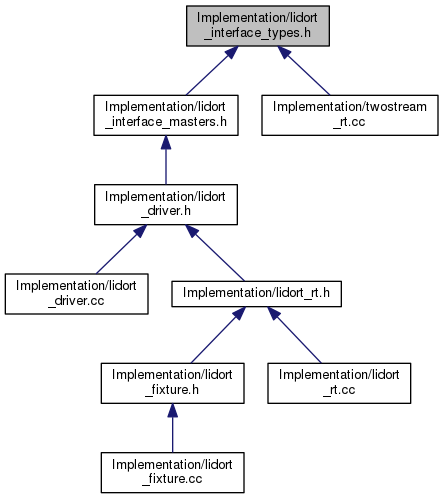 Implementation/lidort
_interface_types.h
Implementation/lidort
_interface_masters.h
Implementation/twostream
_rt.cc
Implementation/lidort
_driver.h
Implementation/lidort
_driver.cc
Implementation/lidort_rt.h
Implementation/lidort
_fixture.h
Implementation/lidort
_rt.cc
Implementation/lidort
_fixture.cc